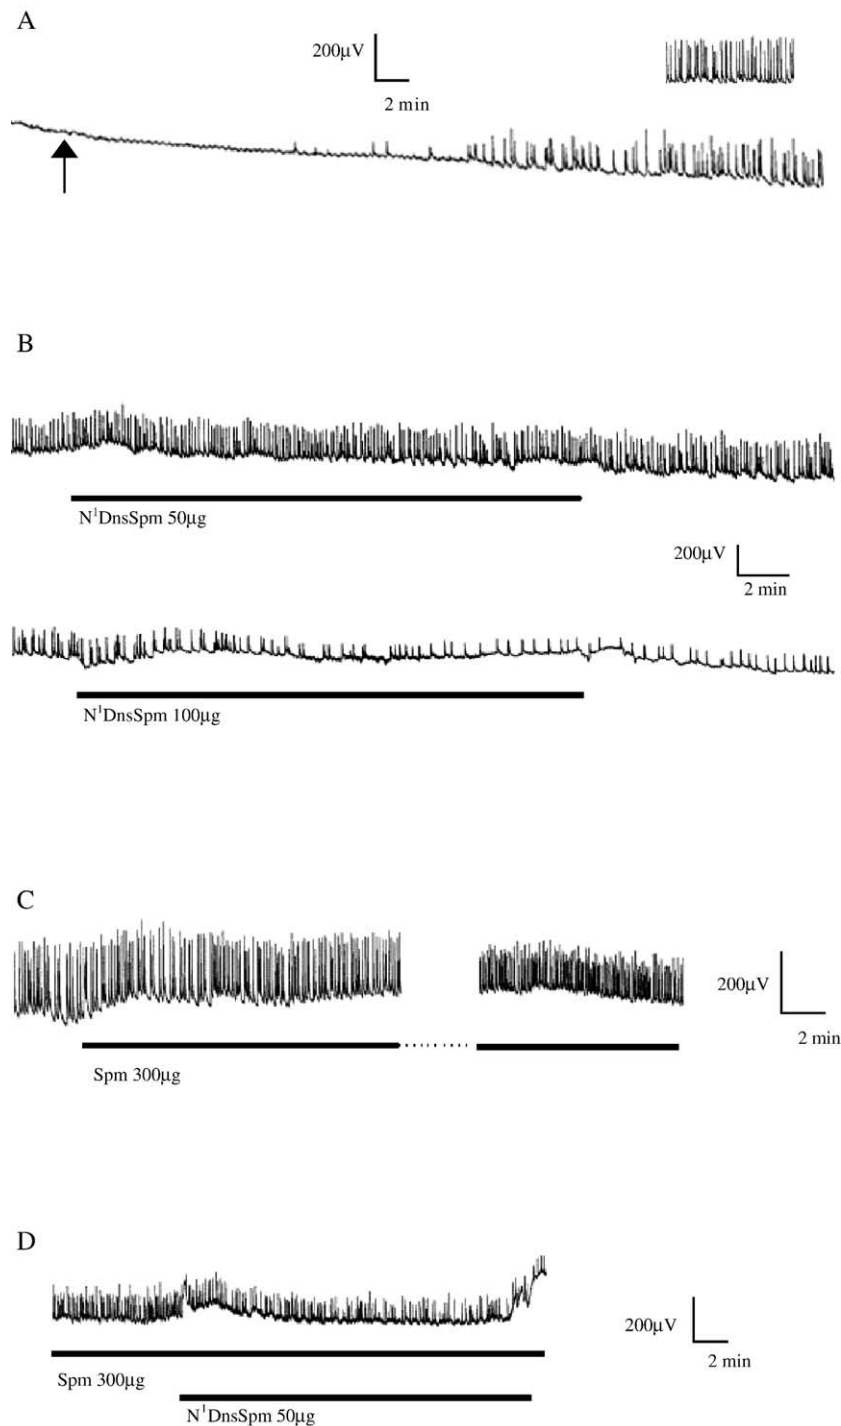 A
200μV
2 min
B
N¹DnsSpm 50μg
200μV
2 min
N¹DnsSpm 100μg
C
200μV
2 min
Spm 300μg
D
200μV
2 min
Spm 300μg
N¹DnsSpm 50μg